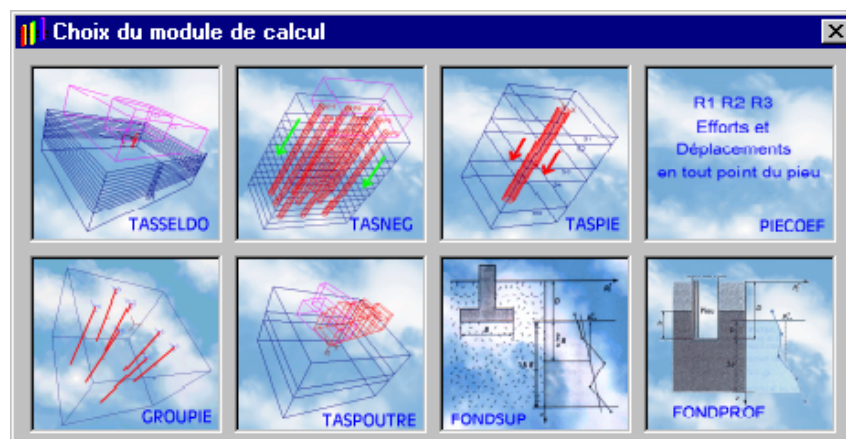 Choix du module de calcul
TASSELDO
TASNEG
TASPIE
R1 R2 R3
Efforts et
Déplacements
en tout point du pieu
PIECOEF
GROUPIE
TASPOUTRE
FONDSUP
Pieu
FONDPROF